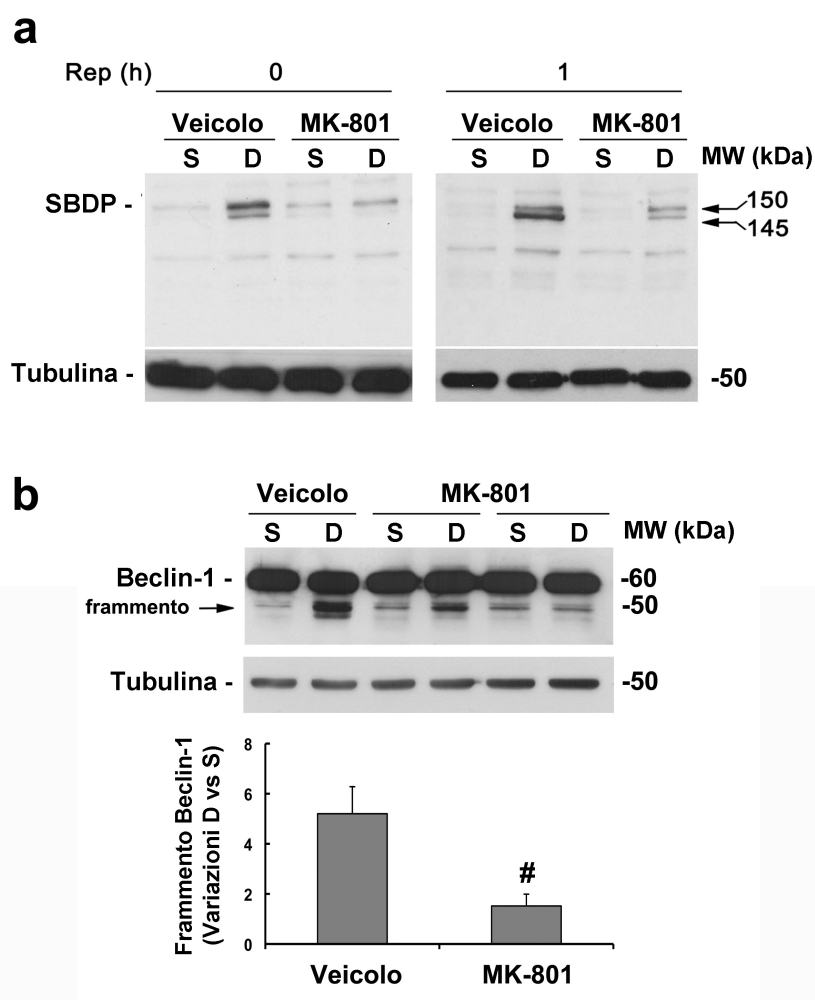 a
Rep (h) 0 1
Veicolo MK-801 Veicolo MK-801
S D S D S D S D MW (kDa)
SBDP - 150
145
Tubulina - -50
b
Veicolo MK-801
S D S D S D MW (kDa)
Beclin-1 - -60
frammento -50
Tubulina - -50
Frammento Beclin-1
(Variazioni D vs S)
8
6
4
2
0
#
Veicolo MK-801